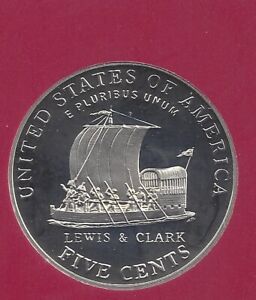 UNITED STATES OF AMERICA
E PLURIBUS UNUM
LEWIS & CLARK
FIVE CENTS